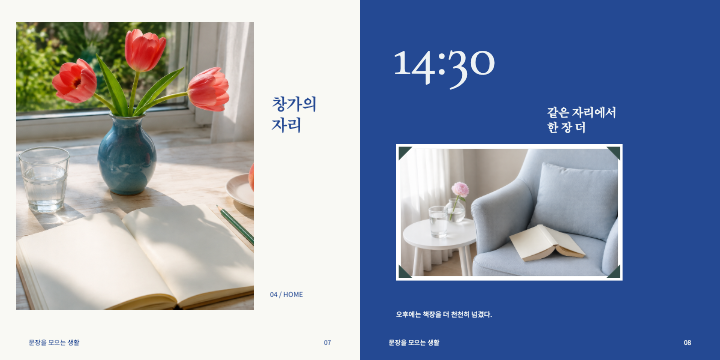 창가의
자리
04 / HOME
문장을 모으는 생활
07
14:30
같은 자리에서
한 장 더
오후에는 책장을 더 천천히 넘겼다.
문장을 모으는 생활
08